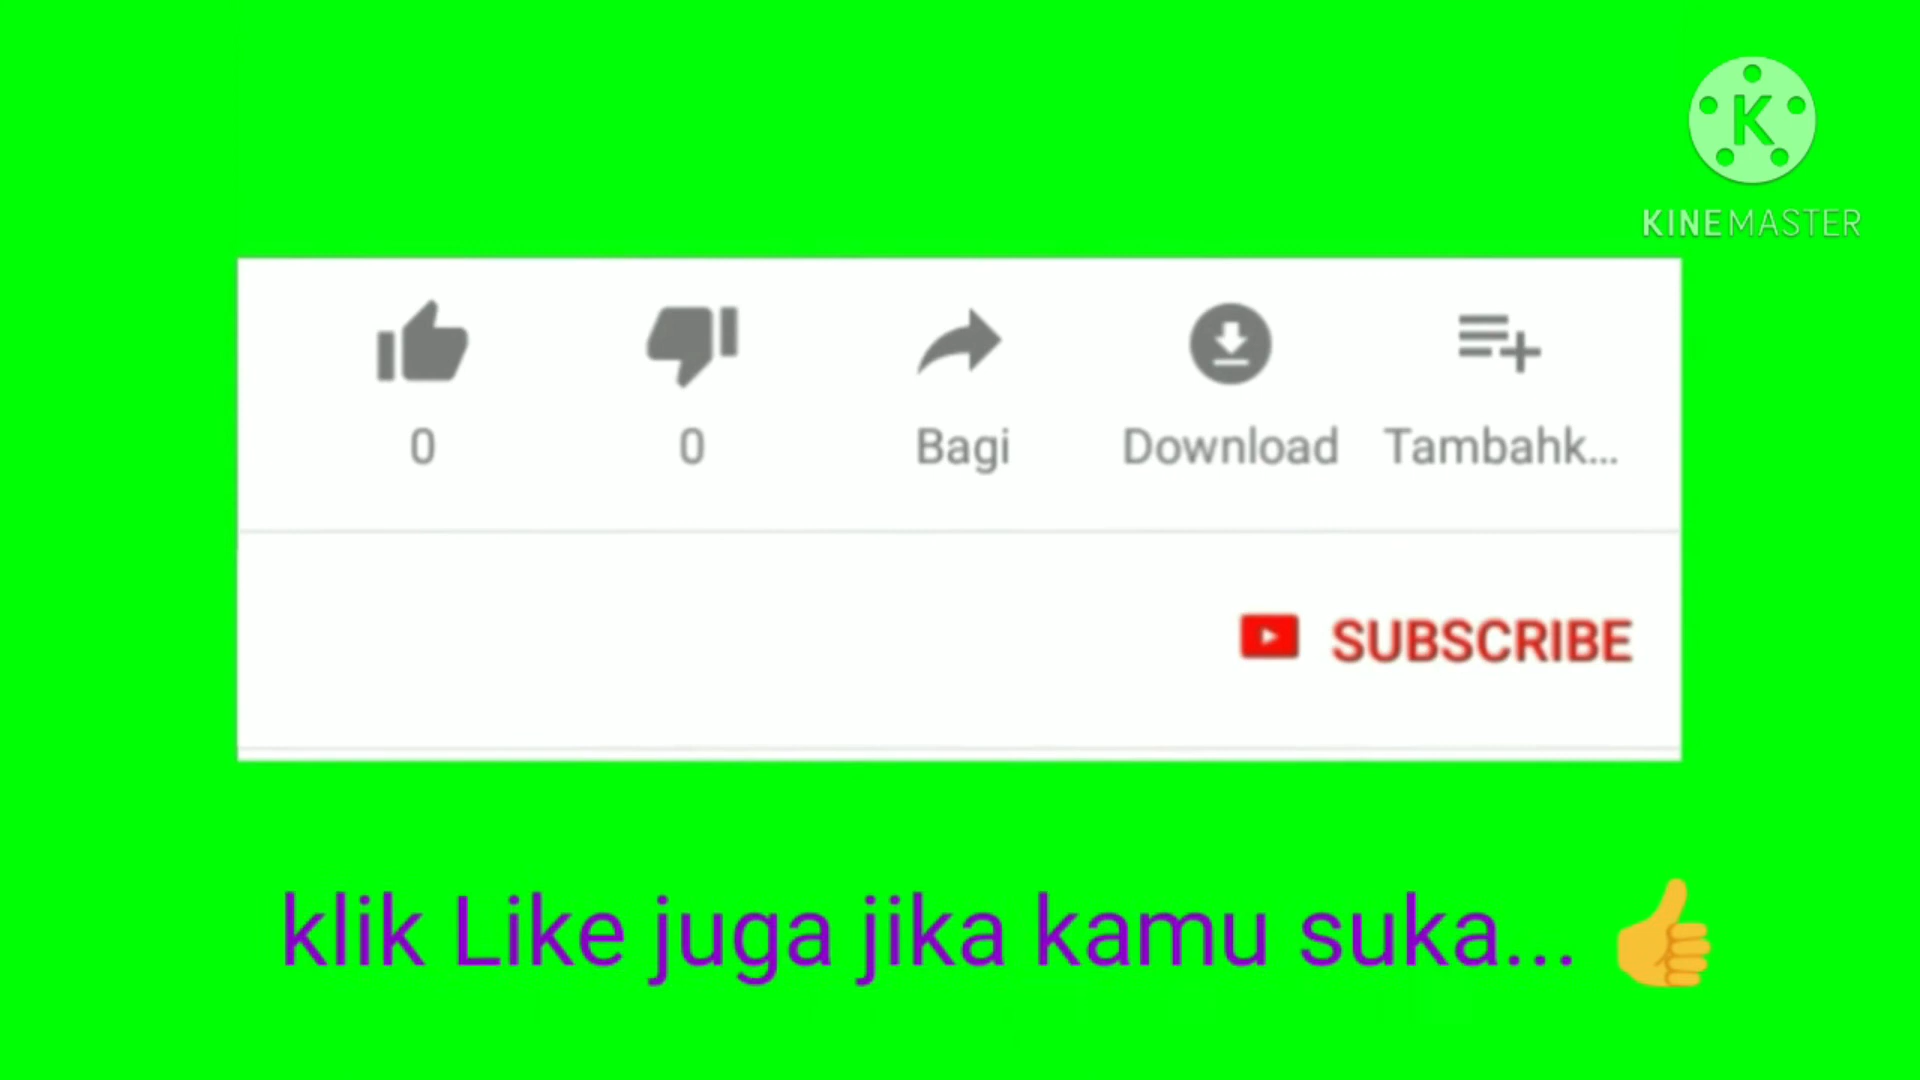 K
KINEMASTER
0 0 Bagi Download Tambahk...
SUBSCRIBE
klik Like juga jika kamu suka... 👍